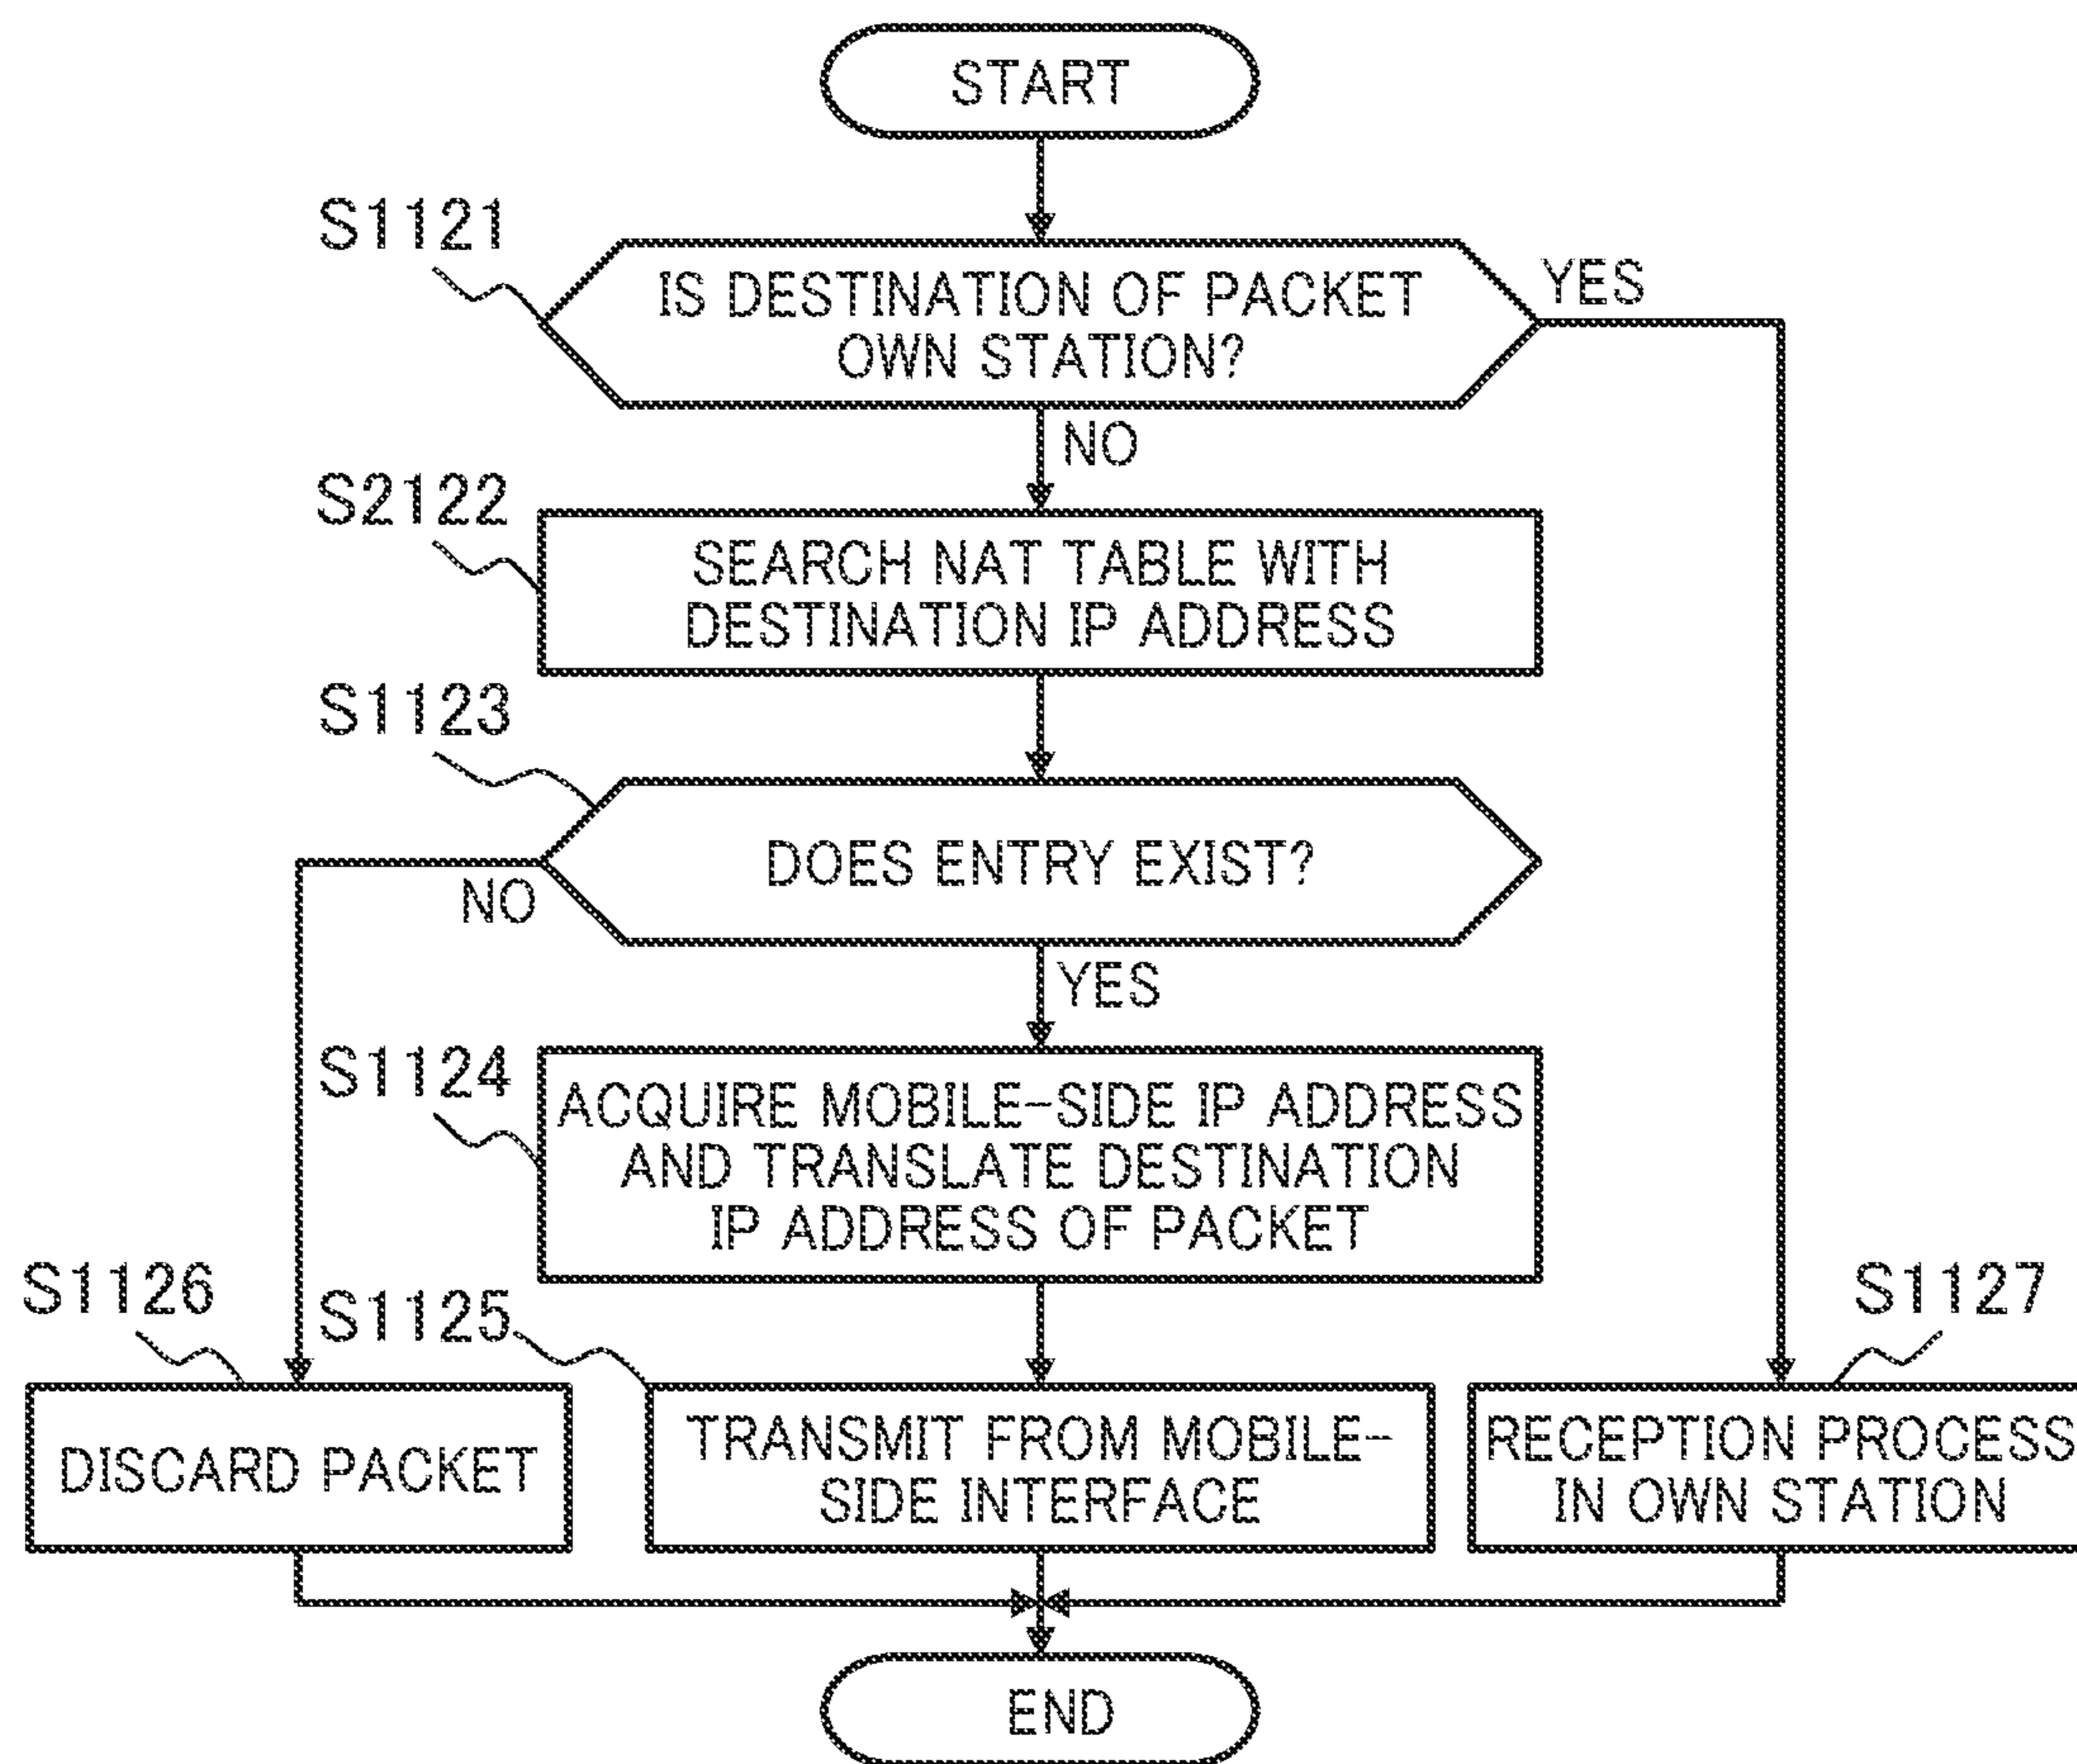 START
S1121
IS DESTINATION OF PACKET
OWN STATION?
YES
NO
S2122
SEARCH NAT TABLE WITH
DESTINATION IP ADDRESS
S1123
DOES ENTRY EXIST?
NO
YES
S1124
ACQUIRE MOBILE-SIDE IP ADDRESS
AND TRANSLATE DESTINATION
IP ADDRESS OF PACKET
S1126
DISCARD PACKET
S1125
TRANSMIT FROM MOBILE-
SIDE INTERFACE
S1127
RECEPTION PROCESS
IN OWN STATION
END